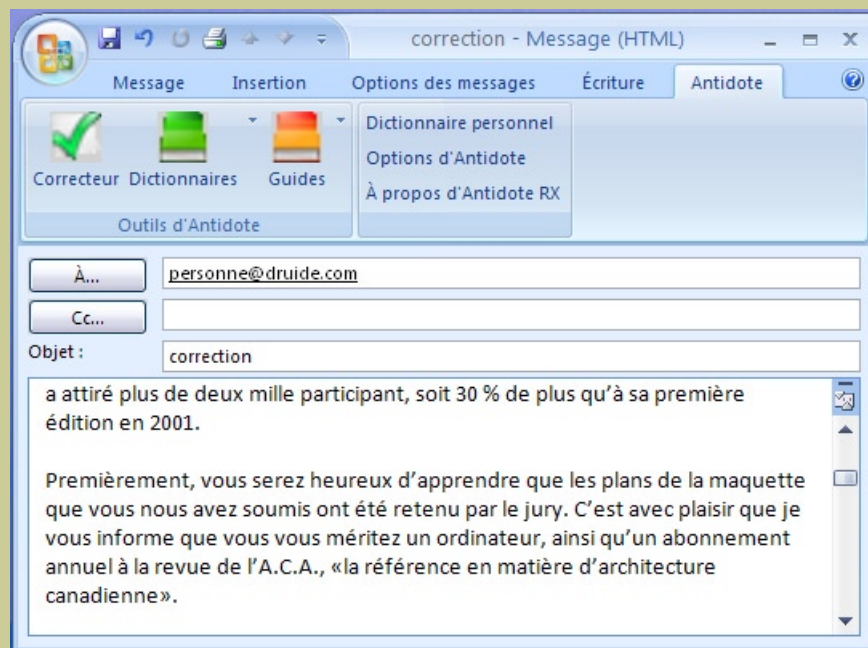 correction - Message (HTML)
Message Insertion Options des messages Écriture Antidote
Correcteur Dictionnaires Guides
Outils d'Antidote
Dictionnaire personnel
Options d'Antidote
À propos d'Antidote RX
À... personne@druide.com
Cc...
Objet : correction
a attiré plus de deux mille participant, soit 30 % de plus qu’à sa première
édition en 2001.
Premièrement, vous serez heureux d’apprendre que les plans de la maquette
que vous nous avez soumis ont été retenu par le jury. C’est avec plaisir que je
vous informe que vous vous méritez un ordinateur, ainsi qu’un abonnement
annuel à la revue de l’A.C.A., «la référence en matière d’architecture
canadienne».